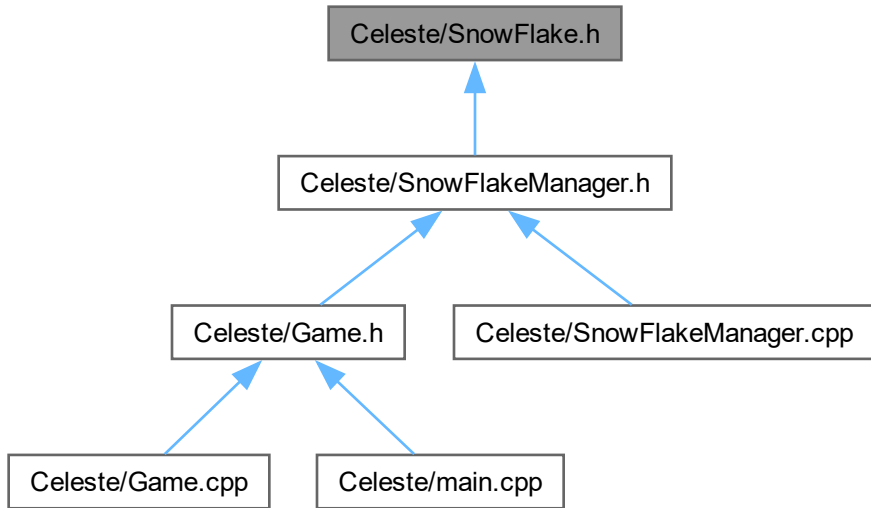 Celeste/SnowFlake.h
Celeste/SnowFlakeManager.h
Celeste/Game.h
Celeste/SnowFlakeManager.cpp
Celeste/Game.cpp
Celeste/main.cpp